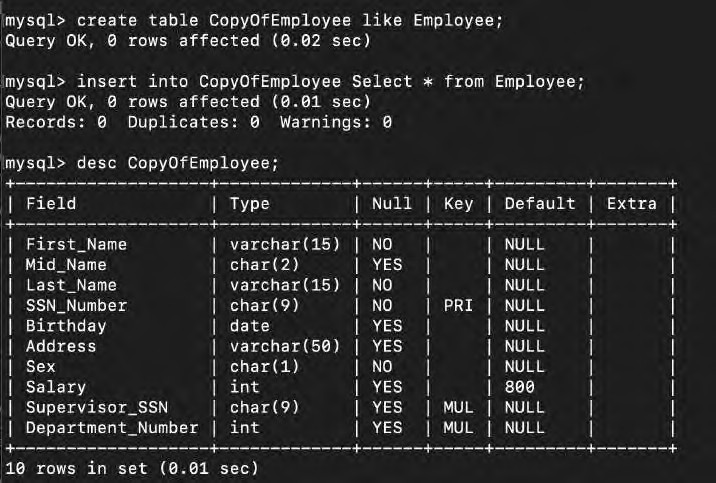 mysql> create table CopyOfEmployee like Employee;
Query OK, 0 rows affected (0.02 sec)
mysql> insert into CopyOfEmployee Select * from Employee;
Query OK, 0 rows affected (0.01 sec)
Records: 0  Duplicates: 0  Warnings: 0
mysql> desc CopyOfEmployee;
+-------------------+-------------+------+-----+---------+-------+
| Field             | Type        | Null | Key | Default | Extra |
+-------------------+-------------+------+-----+---------+-------+
| First_Name        | varchar(15) | NO   |     | NULL    |       |
| Mid_Name          | char(2)     | YES  |     | NULL    |       |
| Last_Name         | varchar(15) | NO   |     | NULL    |       |
| SSN_Number        | char(9)     | NO   | PRI | NULL    |       |
| Birthday          | date        | YES  |     | NULL    |       |
| Address           | varchar(50) | YES  |     | NULL    |       |
| Sex               | char(1)     | NO   |     | NULL    |       |
| Salary            | int         | YES  |     | 800     |       |
| Supervisor_SSN    | char(9)     | YES  | MUL | NULL    |       |
| Department_Number | int         | YES  | MUL | NULL    |       |
+-------------------+-------------+------+-----+---------+-------+
10 rows in set (0.01 sec)